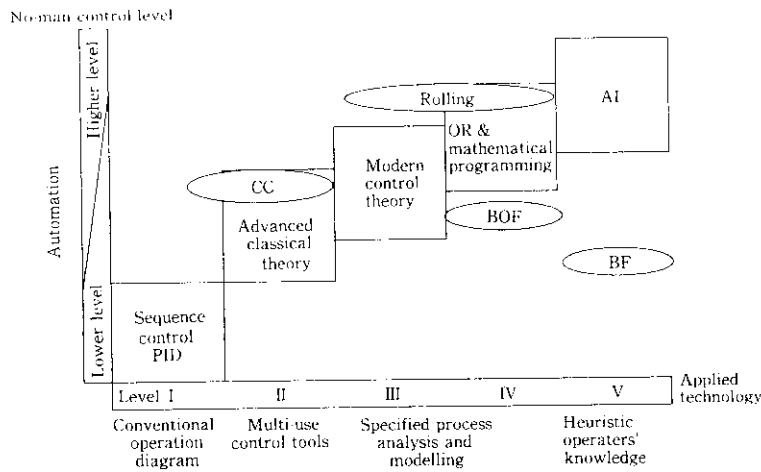 No-man control level
Higher level
Automation
Lower level
Rolling
AI
OR &
mathematical
programming
Modern
control
theory
CC
Advanced
classical
theory
BOF
BF
Sequence
control
PID
Level I II III IV V
Applied
technology
Conventional
operation
diagram
Multi-use
control tools
Specified process
analysis and
modelling
Heuristic
operaters'
knowledge